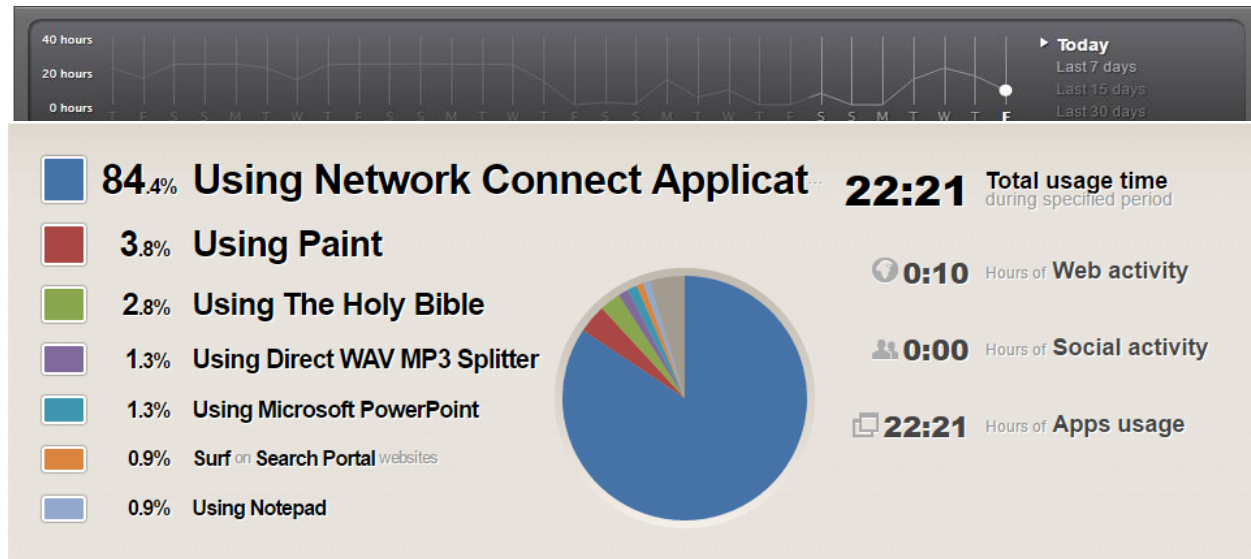 40 hours
20 hours
0 hours
T F S S M T W T F S S M T W T F S S M T W T F S S M T W T F
Today
Last 7 days
Last 15 days
Last 30 days
84.4% Using Network Connect Applicat...
3.8% Using Paint
2.8% Using The Holy Bible
1.3% Using Direct WAV MP3 Splitter
1.3% Using Microsoft PowerPoint
0.9% Surf on Search Portal websites
0.9% Using Notepad
22:21 Total usage time
during specified period
0:10 Hours of Web activity
0:00 Hours of Social activity
22:21 Hours of Apps usage